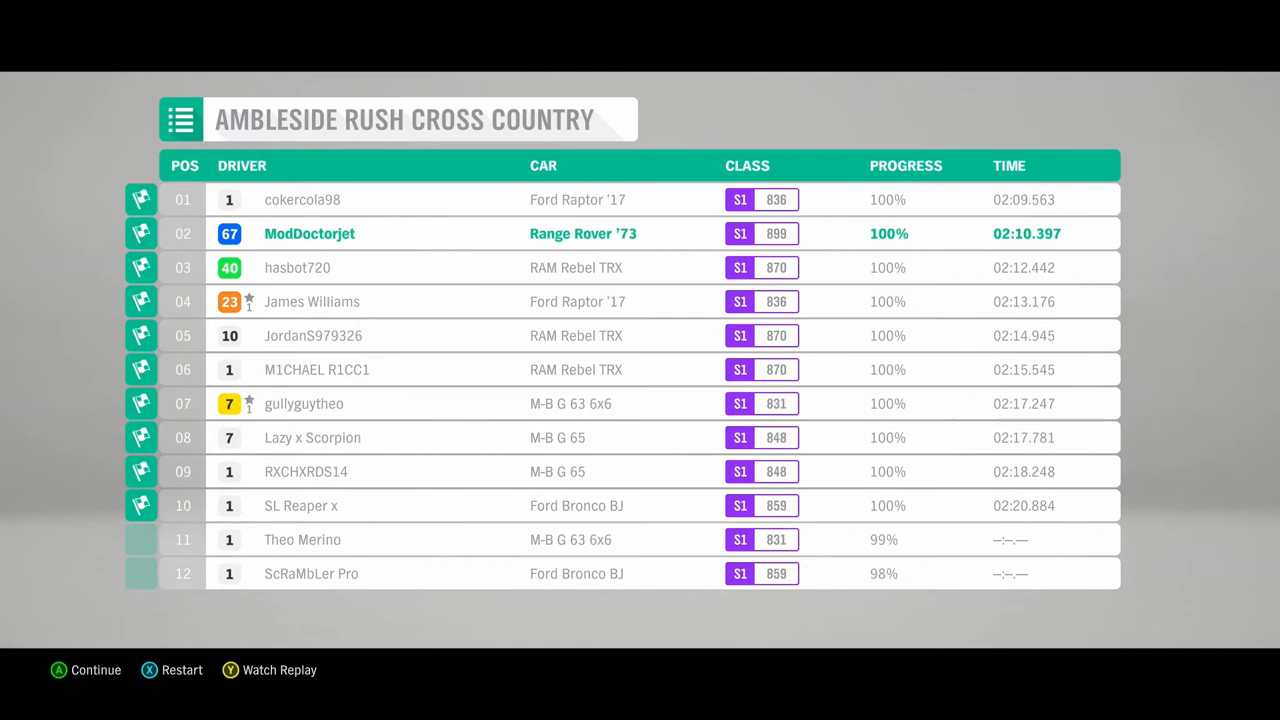 AMBLESIDE RUSH CROSS COUNTRY
POS DRIVER CAR CLASS PROGRESS TIME
01 1 cokercola98 Ford Raptor ’17 S1 836 100% 02:09.563
02 67 ModDoctorjet Range Rover ’73 S1 899 100% 02:10.397
03 40 hasbot720 RAM Rebel TRX S1 870 100% 02:12.442
04 23 1 James Williams Ford Raptor ’17 S1 836 100% 02:13.176
05 10 JordanS979326 RAM Rebel TRX S1 870 100% 02:14.945
06 1 M1CHAEL R1CC1 RAM Rebel TRX S1 870 100% 02:15.545
07 7 1 gullyguytheo M-B G 63 6x6 S1 831 100% 02:17.247
08 7 Lazy x Scorpion M-B G 65 S1 848 100% 02:17.781
09 1 RXCHXRDS14 M-B G 65 S1 848 100% 02:18.248
10 1 SL Reaper x Ford Bronco BJ S1 859 100% 02:20.884
11 1 Theo Merino M-B G 63 6x6 S1 831 99% –:–.—
12 1 ScRaMbLer Pro Ford Bronco BJ S1 859 98% –:–.—
A Continue X Restart Y Watch Replay